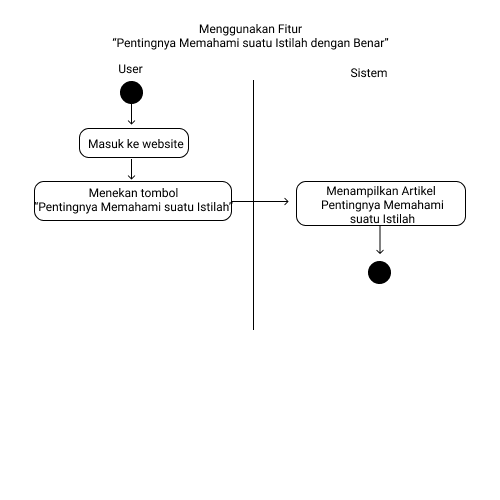 Menggunakan Fitur
“Pentingnya Memahami suatu Istilah dengan Benar”
User
Sistem
Masuk ke website
Menekan tombol
“Pentingnya Memahami suatu Istilah”
Menampilkan Artikel
Pentingnya Memahami
suatu Istilah